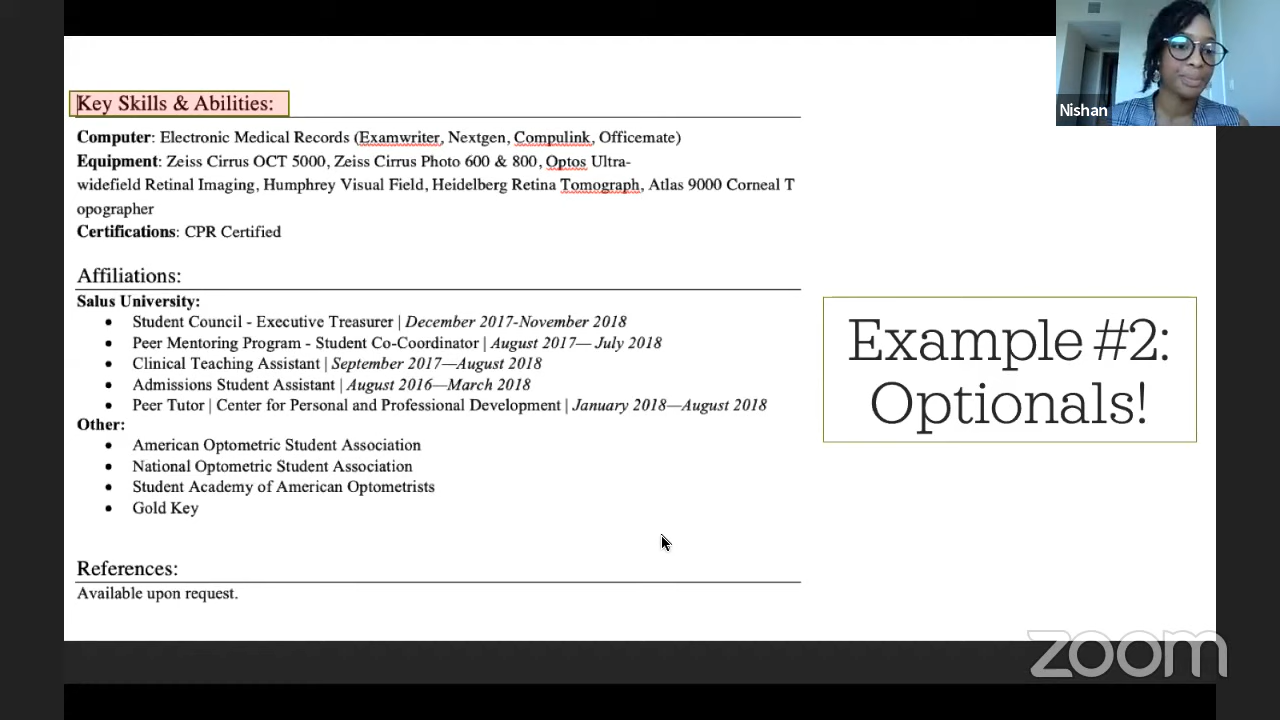 Key Skills & Abilities:
Computer: Electronic Medical Records (Examwriter, Nextgen, Compulink, Officemate)
Equipment: Zeiss Cirrus OCT 5000, Zeiss Cirrus Photo 600 & 800, Optos Ultra-
widefield Retinal Imaging, Humphrey Visual Field, Heidelberg Retina Tomograph, Atlas 9000 Corneal T
opographer
Certifications: CPR Certified
Affiliations:
Salus University:
• Student Council - Executive Treasurer | December 2017-November 2018
• Peer Mentoring Program - Student Co-Coordinator | August 2017— July 2018
• Clinical Teaching Assistant | September 2017—August 2018
• Admissions Student Assistant | August 2016—March 2018
• Peer Tutor | Center for Personal and Professional Development | January 2018—August 2018
Other:
• American Optometric Student Association
• National Optometric Student Association
• Student Academy of American Optometrists
• Gold Key
References:
Available upon request.
Example #2:
Optionals!
Nishan
zoom